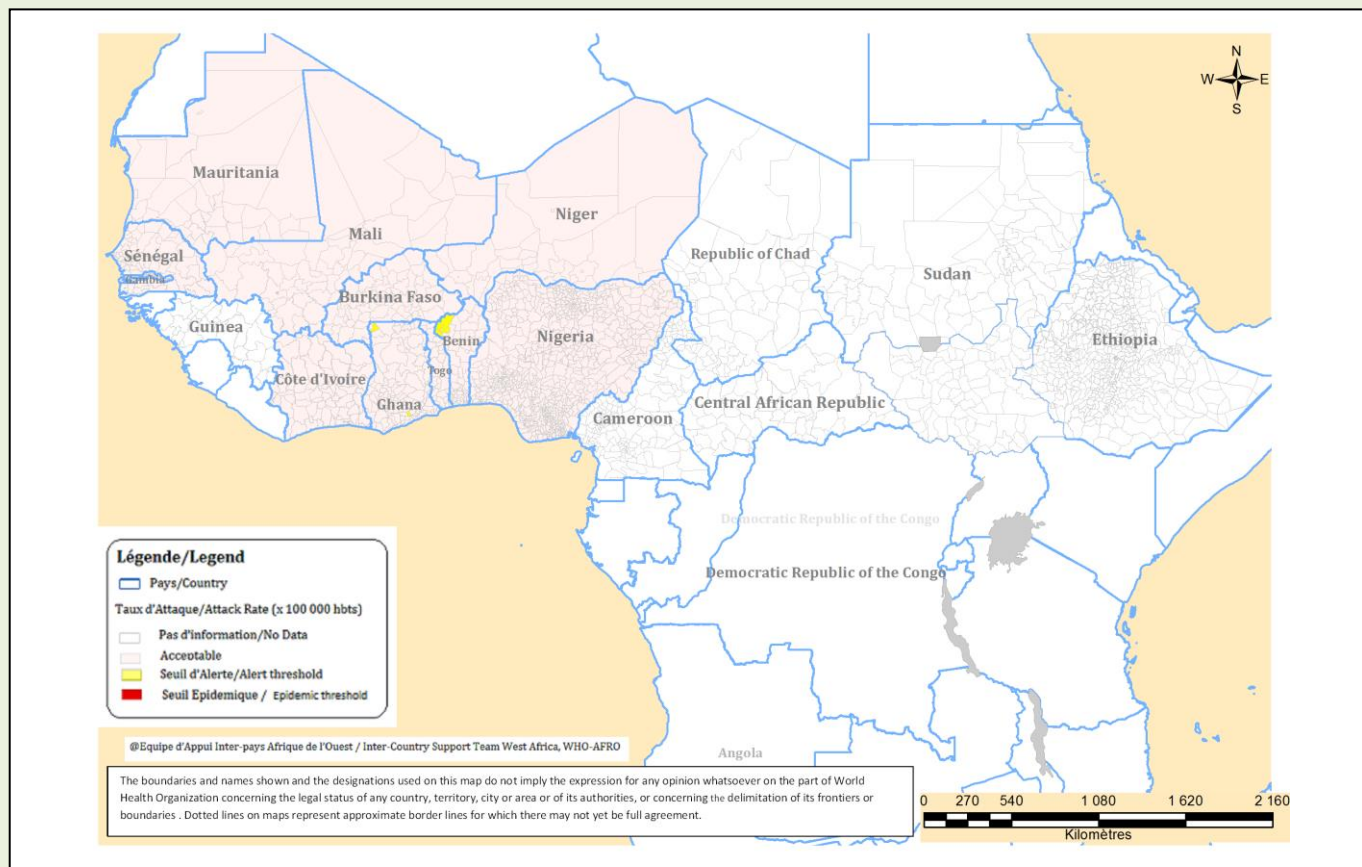 N
W E
S
Mauritania
Niger
Mali
Sénégal
Gambia
Republic of Chad
Sudan
Burkina Faso
Guinea
Nigeria
Benin
Ethiopia
Togo
Côte d'Ivoire
Ghana
Cameroon
Central African Republic
Democratic Republic of the Congo
Democratic Republic of the Congo
Angola
Légende/Legend
Pays/Country
Taux d'Attaque/Attack Rate (x 100 000 hbts)
Pas d'information/No Data
Acceptable
Seuil d'Alerte/Alert threshold
Seuil Epidemique / Epidemic threshold
@Equipe d'Appui Inter-pays Afrique de l'Ouest / Inter-Country Support Team West Africa, WHO-AFRO
The boundaries and names shown and the designations used on this map do not imply the expression for any opinion whatsoever on the part of World
Health Organization concerning the legal status of any country, territory, city or area or of its authorities, or concerning the delimitation of its frontiers or
boundaries . Dotted lines on maps represent approximate border lines for which there may not yet be full agreement.
0 270 540 1 080 1 620 2 160
Kilomètres